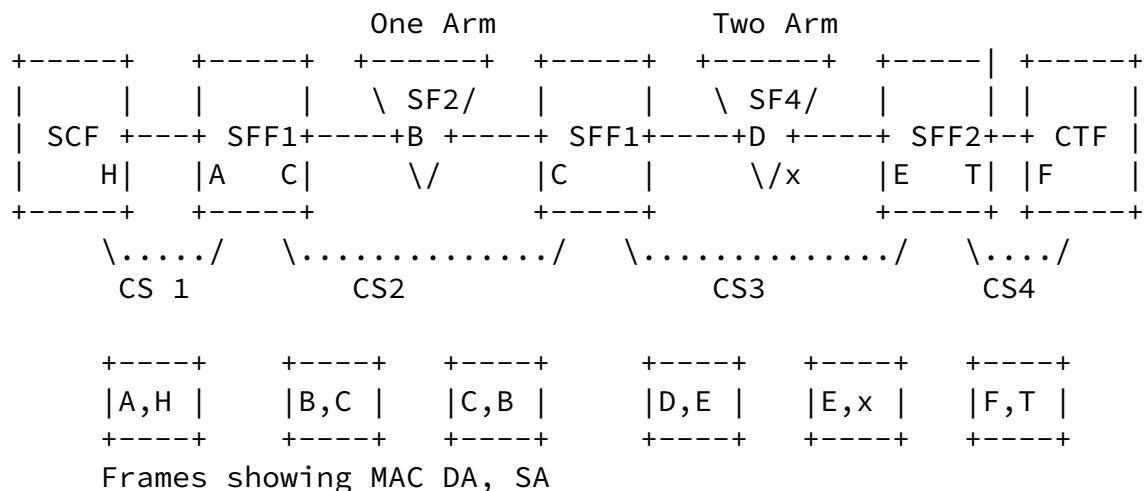 One Arm Two Arm
+-----+ +-----+ +------+ +-----+ +------+ +-----| +-----+
| | | | \ SF2/ | | \ SF4/ | | | |
| SCF +---+ SFF1+----+B +----+ SFF1+----+D +----+ SFF2+-+ CTF |
| H| |A C| \/ |C | \/x |E T| |F |
+-----+ +-----+ +-----+ +-----+ +-----+
\...../ \............../ \............../ \..../
CS 1 CS2 CS3 CS4
+----+ +----+ +----+ +----+ +----+ +----+
|A,H | |B,C | |C,B | |D,E | |E,x | |F,T |
+----+ +----+ +----+ +----+ +----+ +----+
Frames showing MAC DA, SA